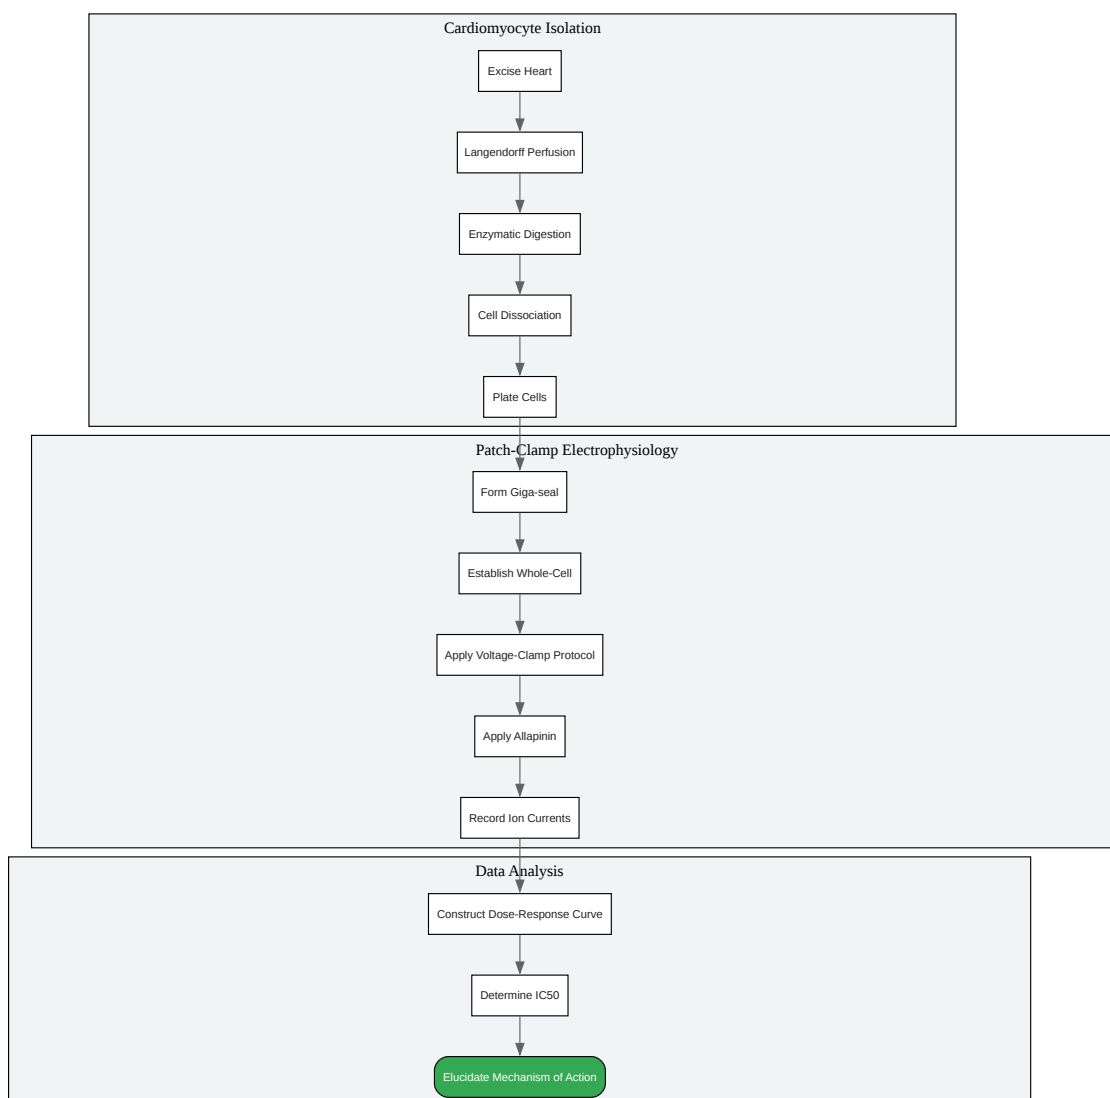 Cardiomyocyte Isolation
Excise Heart
Langendorff Perfusion
Enzymatic Digestion
Cell Dissociation
Plate Cells
Patch-Clamp Electrophysiology
Form Giga-seal
Establish Whole-Cell
Apply Voltage-Clamp Protocol
Apply Allapinin
Record Ion Currents
Data Analysis
Construct Dose-Response Curve
Determine IC50
Elucidate Mechanism of Action